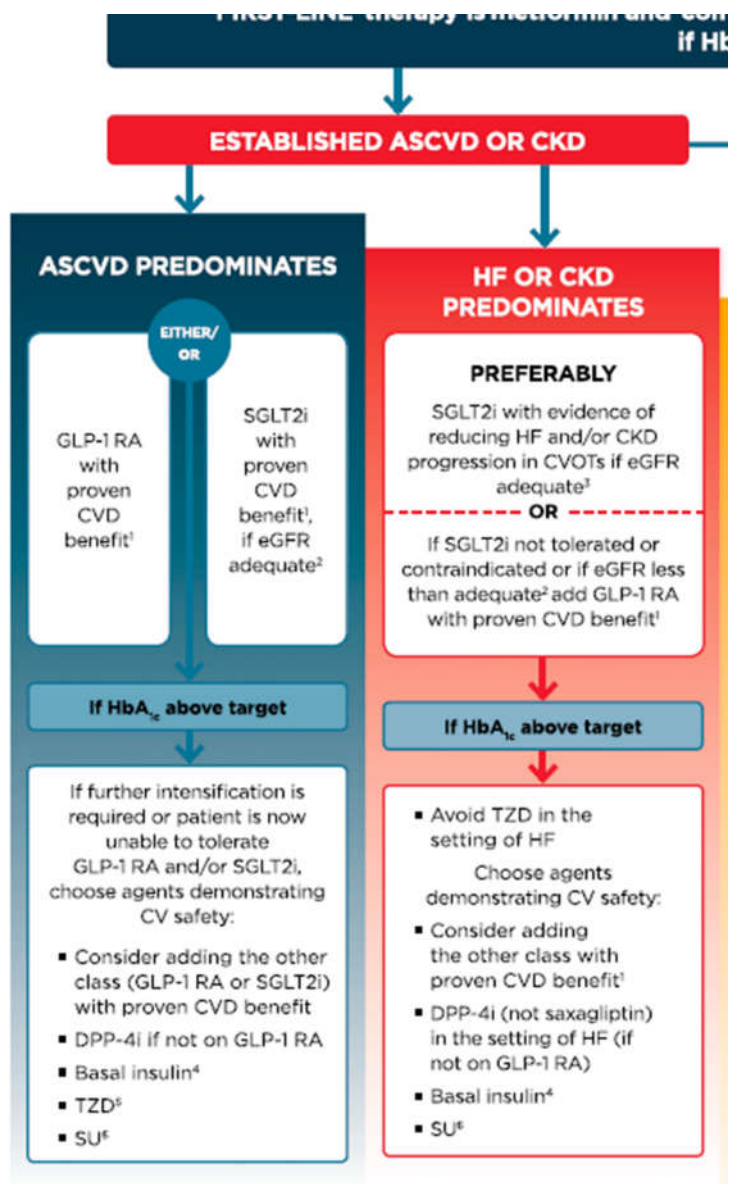 FIRST-LINE therapy is metformin and
if Hb
ESTABLISHED ASCVD OR CKD
ASCVD PREDOMINATES
EITHER/
OR
GLP-1 RA
with
proven
CVD
benefit¹
SGLT2i
with
proven
CVD
benefit¹,
if eGFR
adequate²
If HbA₁c above target
If further intensification is
required or patient is now
unable to tolerate
GLP-1 RA and/or SGLT2i,
choose agents demonstrating
CV safety:
▪ Consider adding the other
class (GLP-1 RA or SGLT2i)
with proven CVD benefit
▪ DPP-4i if not on GLP-1 RA
▪ Basal insulin⁴
▪ TZD⁵
▪ SU⁶
HF OR CKD
PREDOMINATES
PREFERABLY
SGLT2i with evidence of
reducing HF and/or CKD
progression in CVOTs if eGFR
adequate³
OR
If SGLT2i not tolerated or
contraindicated or if eGFR less
than adequate² add GLP-1 RA
with proven CVD benefit¹
If HbA₁c above target
▪ Avoid TZD in the
setting of HF
Choose agents
demonstrating CV safety:
▪ Consider adding
the other class with
proven CVD benefit¹
▪ DPP-4i (not saxagliptin)
in the setting of HF (if
not on GLP-1 RA)
▪ Basal insulin⁴
▪ SU⁶